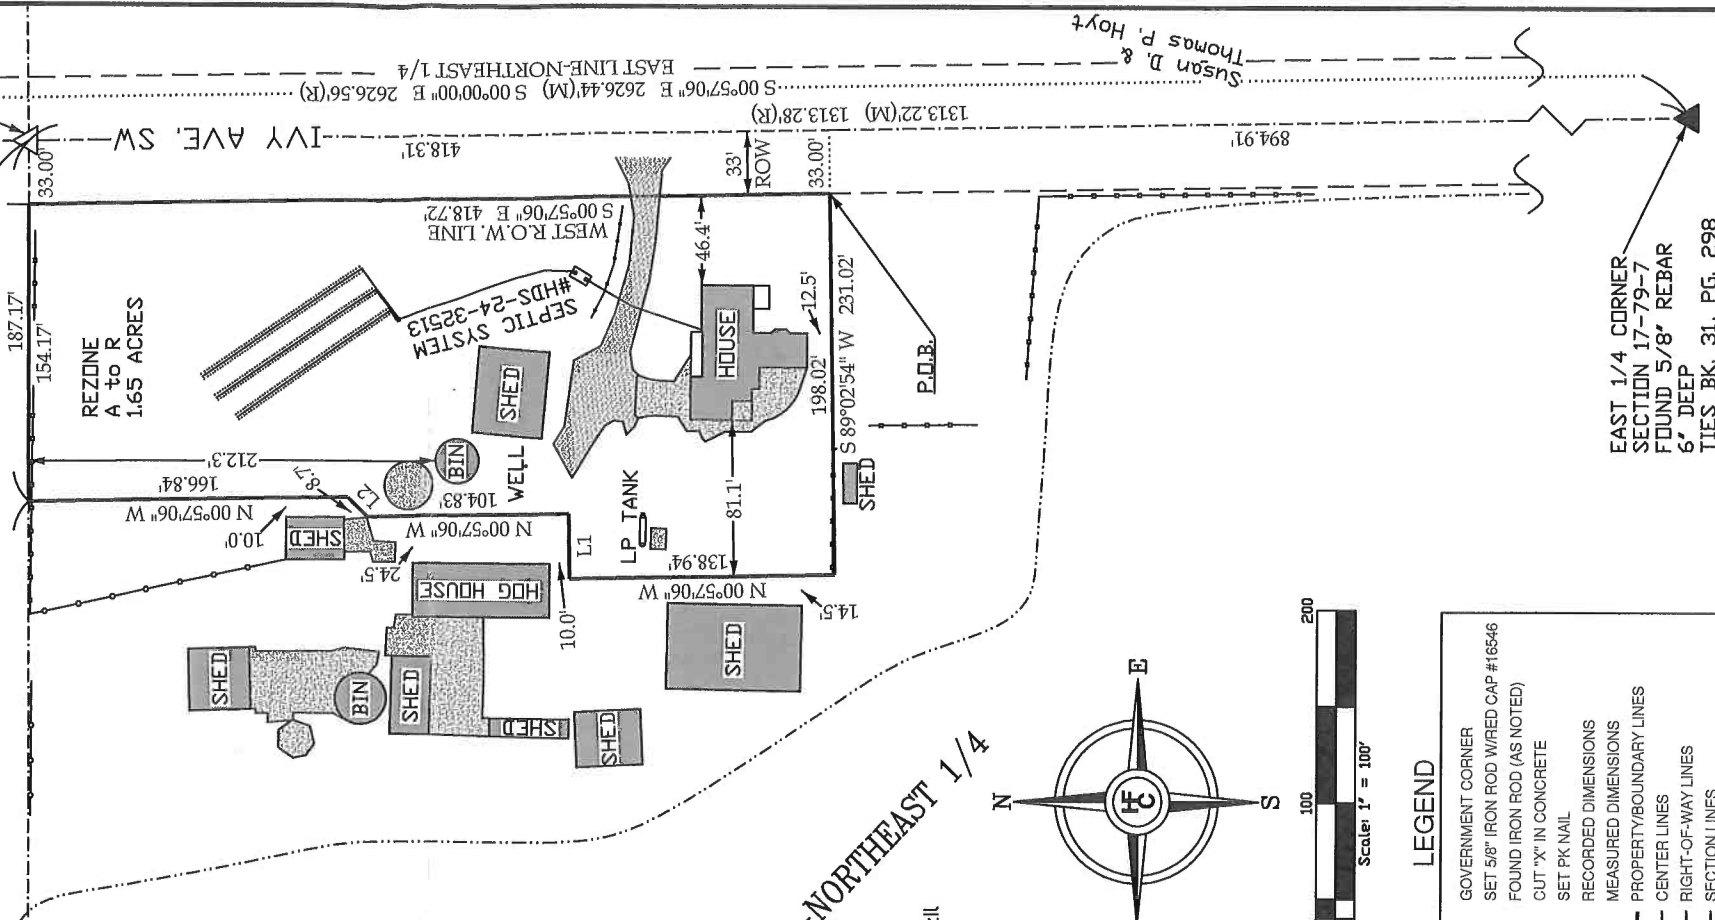 Susan D. &
Thomas P. Hoyt
EAST LINE-NORTHEAST 1/4
S 00°57'06" E 2626.44'(M) S 00°00'00" E 2626.56'(R)
1313.22'(M) 1313.28'(R)
IVY AVE. SW
418.31'
894.91'
33.00'
33'
ROW
33.00'
187.17'
154.17'
WEST R.O.W. LINE
S 00°57'06" E 418.72'
REZONE
A to R
1.65 ACRES
SEPTIC SYSTEM
#HDS-24-32513
46.4'
HOUSE
12.5'
SHED
212.3'
BIN
WELL
198.02'
S 89°02'54" W 231.02'
P.O.B.
166.84'
N 00°57'06" W
8.7'
L2
104.83'
N 00°57'06" W
10.0'
SHED
24.5'
L1
LP TANK
81.1'
138.94'
N 00°57'06" W
SHED
HOG HOUSE
10.0'
14.5'
SHED
SHED
BIN
SHED
SHED
SHED
EAST 1/4 CORNER
SECTION 17-79-7
FOUND 5/8" REBAR
6" DEEP
TIES BK. 31, PG. 298
NORTHEAST 1/4
N
E
S
HFC
100
200
Scale: 1" = 100'
LEGEND
GOVERNMENT CORNER
SET 5/8" IRON ROD W/RED CAP #16546
FOUND IRON ROD (AS NOTED)
CUT "X" IN CONCRETE
SET PK NAIL
RECORDED DIMENSIONS
MEASURED DIMENSIONS
PROPERTY/BOUNDARY LINES
CENTER LINES
RIGHT-OF-WAY LINES
SECTION LINES